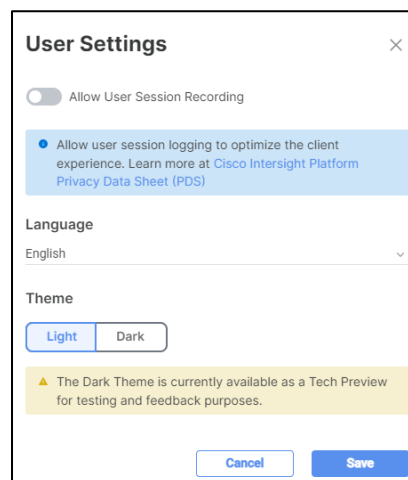 User Settings
Allow User Session Recording
Allow user session logging to optimize the client
experience. Learn more at Cisco Intersight Platform
Privacy Data Sheet (PDS)
Language
English
Theme
Light Dark
The Dark Theme is currently available as a Tech Preview
for testing and feedback purposes.
Cancel Save